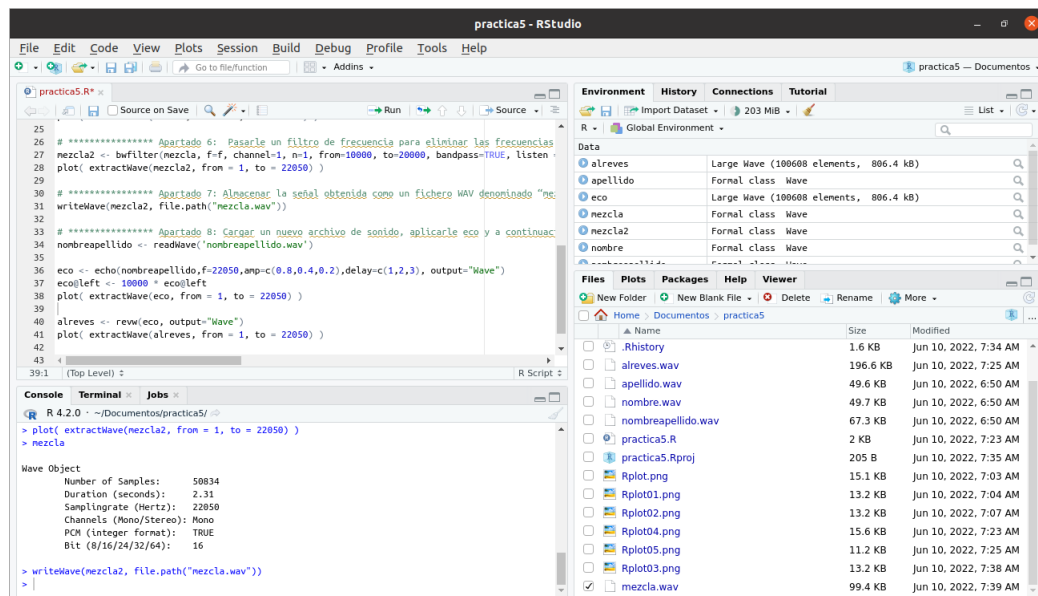 practica5 - RStudio
File Edit Code View Plots Session Build Debug Profile Tools Help
Go to file/function Addins practica5 — Documentos
practica5.R*
Source on Save Run Source
25
26 # **************** Apartado 6: Pasarle un filtro de frecuencia para eliminar las frecuencias
27 mezcla2 <- bwfilter(mezcla, f=f, channel=1, n=1, from=10000, to=20000, bandpass=TRUE, listen =
28 plot( extractWave(mezcla2, from = 1, to = 22050) )
29
30 # **************** Apartado 7: Almacenar la señal obtenida como un fichero WAV denominado "me
31 writeWave(mezcla2, file.path("mezcla.wav"))
32
33 # **************** Apartado 8: Cargar un nuevo archivo de sonido, aplicarle eco y a continuac
34 nombreapellido <- readWave('nombreapellido.wav')
35
36 eco <- echo(nombreapellido,f=22050,amp=c(0.8,0.4,0.2),delay=c(1,2,3), output="Wave")
37 eco@left <- 10000 * eco@left
38 plot( extractWave(eco, from = 1, to = 22050) )
39
40 alreves <- revw(eco, output="Wave")
41 plot( extractWave(alreves, from = 1, to = 22050) )
42
43
39:1 (Top Level) R Script
Console Terminal Jobs
R 4.2.0 · ~/Documentos/practica5/
> plot( extractWave(mezcla2, from = 1, to = 22050) )
> mezcla
Wave Object
Number of Samples: 50834
Duration (seconds): 2.31
Samplingrate (Hertz): 22050
Channels (Mono/Stereo): Mono
PCM (integer format): TRUE
Bit (8/16/24/32/64): 16
> writeWave(mezcla2, file.path("mezcla.wav"))
>
Environment History Connections Tutorial
Import Dataset 203 MiB List
R Global Environment
Data
alreves Large Wave (100608 elements, 806.4 kB)
apellido Formal class Wave
eco Large Wave (100608 elements, 806.4 kB)
mezcla Formal class Wave
mezcla2 Formal class Wave
nombre Formal class Wave
Files Plots Packages Help Viewer
New Folder New Blank File Delete Rename More
Home Documentos practica5
Name Size Modified
.Rhistory 1.6 KB Jun 10, 2022, 7:34 AM
alreves.wav 196.6 KB Jun 10, 2022, 7:25 AM
apellido.wav 49.6 KB Jun 10, 2022, 6:50 AM
nombre.wav 49.7 KB Jun 10, 2022, 6:50 AM
nombreapellido.wav 67.3 KB Jun 10, 2022, 6:50 AM
practica5.R 2 KB Jun 10, 2022, 7:23 AM
practica5.Rproj 205 B Jun 10, 2022, 7:35 AM
Rplot.png 15.1 KB Jun 10, 2022, 7:03 AM
Rplot01.png 13.2 KB Jun 10, 2022, 7:04 AM
Rplot02.png 13.2 KB Jun 10, 2022, 7:07 AM
Rplot04.png 15.6 KB Jun 10, 2022, 7:23 AM
Rplot05.png 11.2 KB Jun 10, 2022, 7:25 AM
Rplot03.png 13.2 KB Jun 10, 2022, 7:38 AM
mezcla.wav 99.4 KB Jun 10, 2022, 7:39 AM